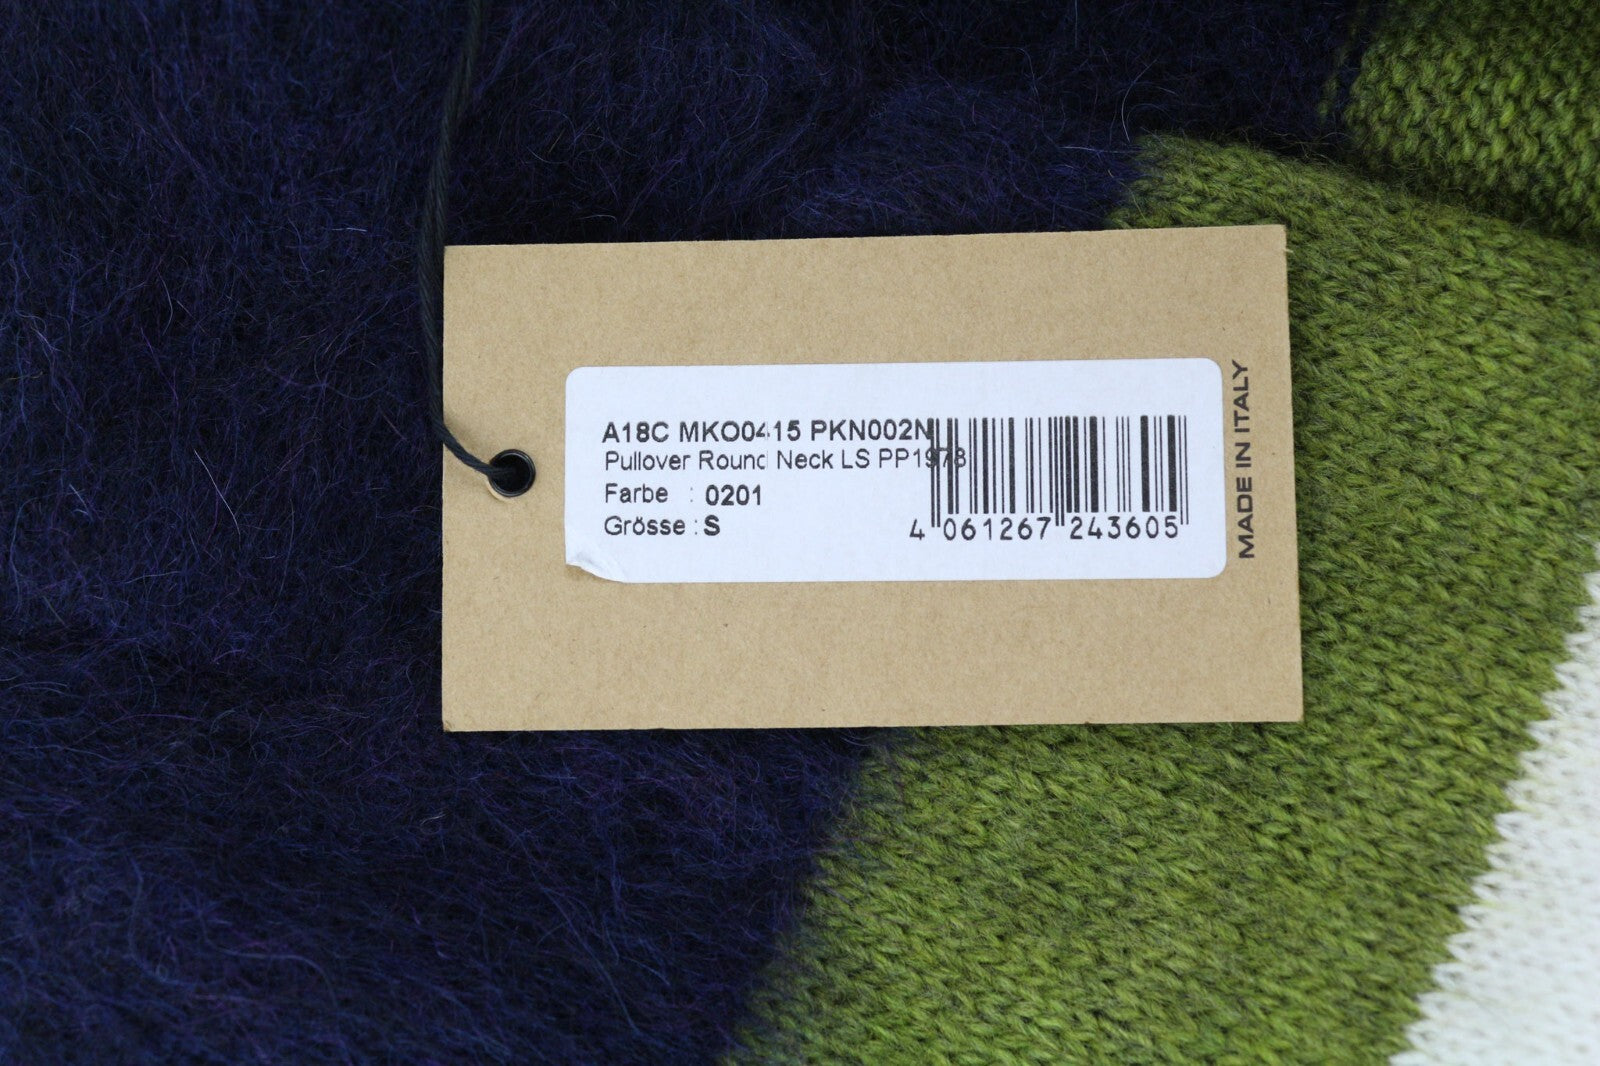 A18C MKO0415 PKN002N
Pullover Round Neck LS PP1978
Farbe : 0201
Grösse : S
4 061267 243605
MADE IN ITALY